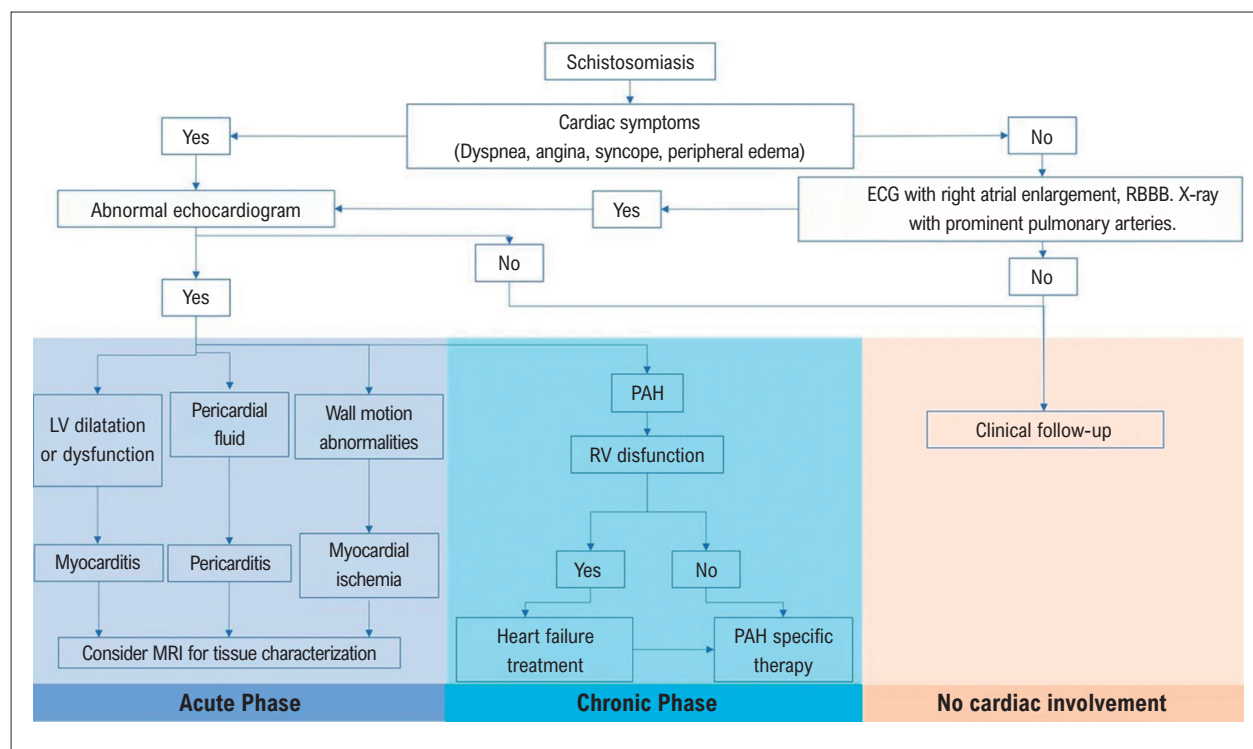 Schistosomiasis
Yes
Cardiac symptoms
(Dyspnea, angina, syncope, peripheral edema)
No
Abnormal echocardiogram
Yes
ECG with right atrial enlargement, RBBB. X-ray
with prominent pulmonary arteries.
No
No
Yes
LV dilatation
or dysfunction
Pericardial
fluid
Wall motion
abnormalities
PAH
Clinical follow-up
RV disfunction
Myocarditis
Pericarditis
Myocardial
ischemia
Yes
No
Consider MRI for tissue characterization
Heart failure
treatment
PAH specific
therapy
Acute Phase
Chronic Phase
No cardiac involvement